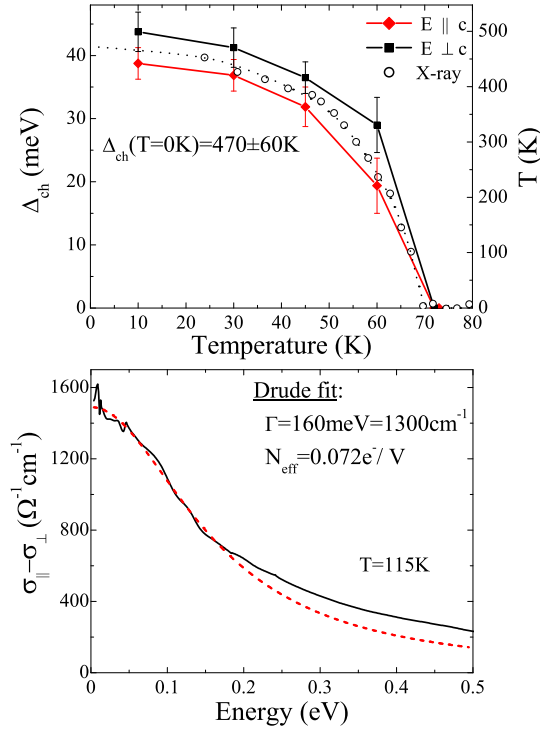 E || c
E ⊥ c
X-ray
Δch(T=0K)=470±60K
Δch (meV)
0
10
20
30
40
T (K)
0
100
200
300
400
500
0 10 20 30 40 50 60 70 80
Temperature (K)
Drude fit:
Γ=160meV=1300cm-1
Neff=0.072e-/ V
T=115K
σ||−σ⊥ (Ω-1cm-1)
1600
1200
800
400
0
0 0.1 0.2 0.3 0.4 0.5
Energy (eV)